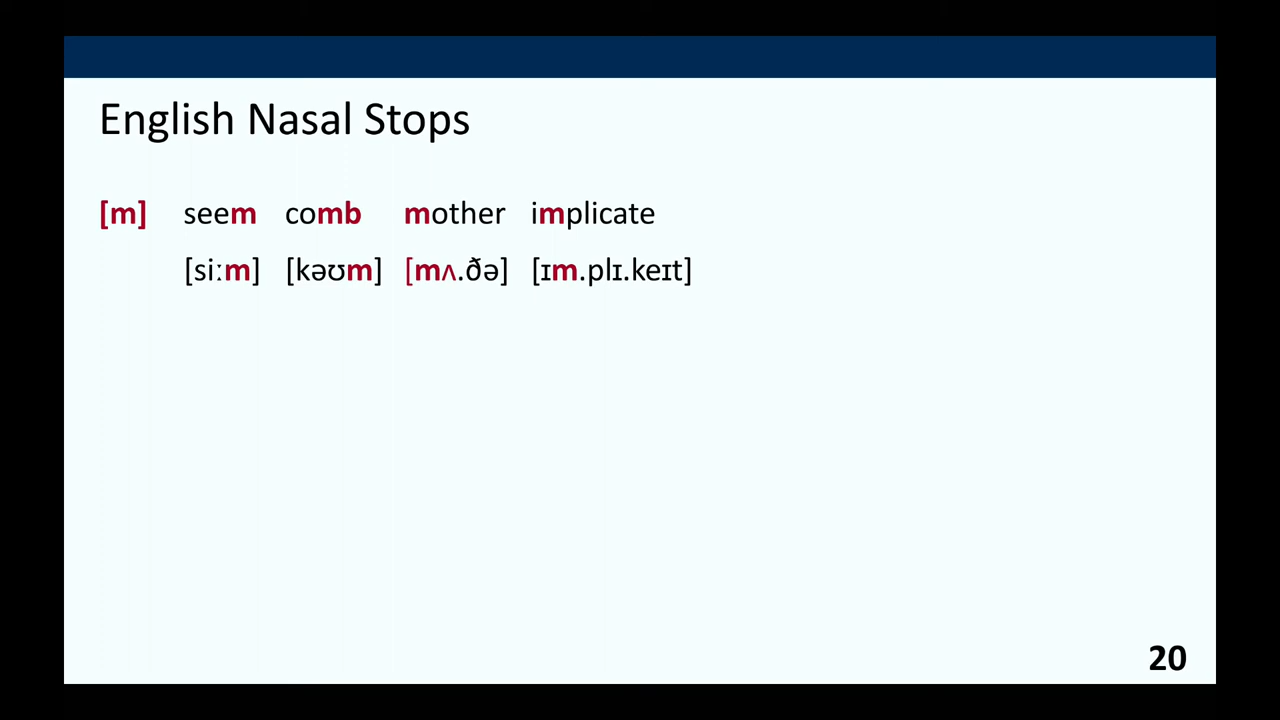 English Nasal Stops
[m] seem comb mother implicate
[siːm] [kəʊm] [mʌ.ðə] [ɪm.plɪ.keɪt]
20